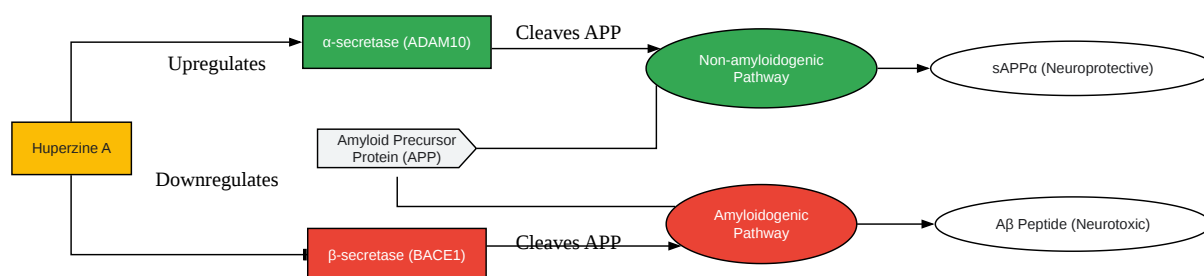 α-secretase (ADAM10)
Cleaves APP
Upregulates
Non-amyloidogenic
Pathway
sAPPα (Neuroprotective)
Huperzine A
Amyloid Precursor
Protein (APP)
Downregulates
Amyloidogenic
Pathway
Aβ Peptide (Neurotoxic)
β-secretase (BACE1)
Cleaves APP